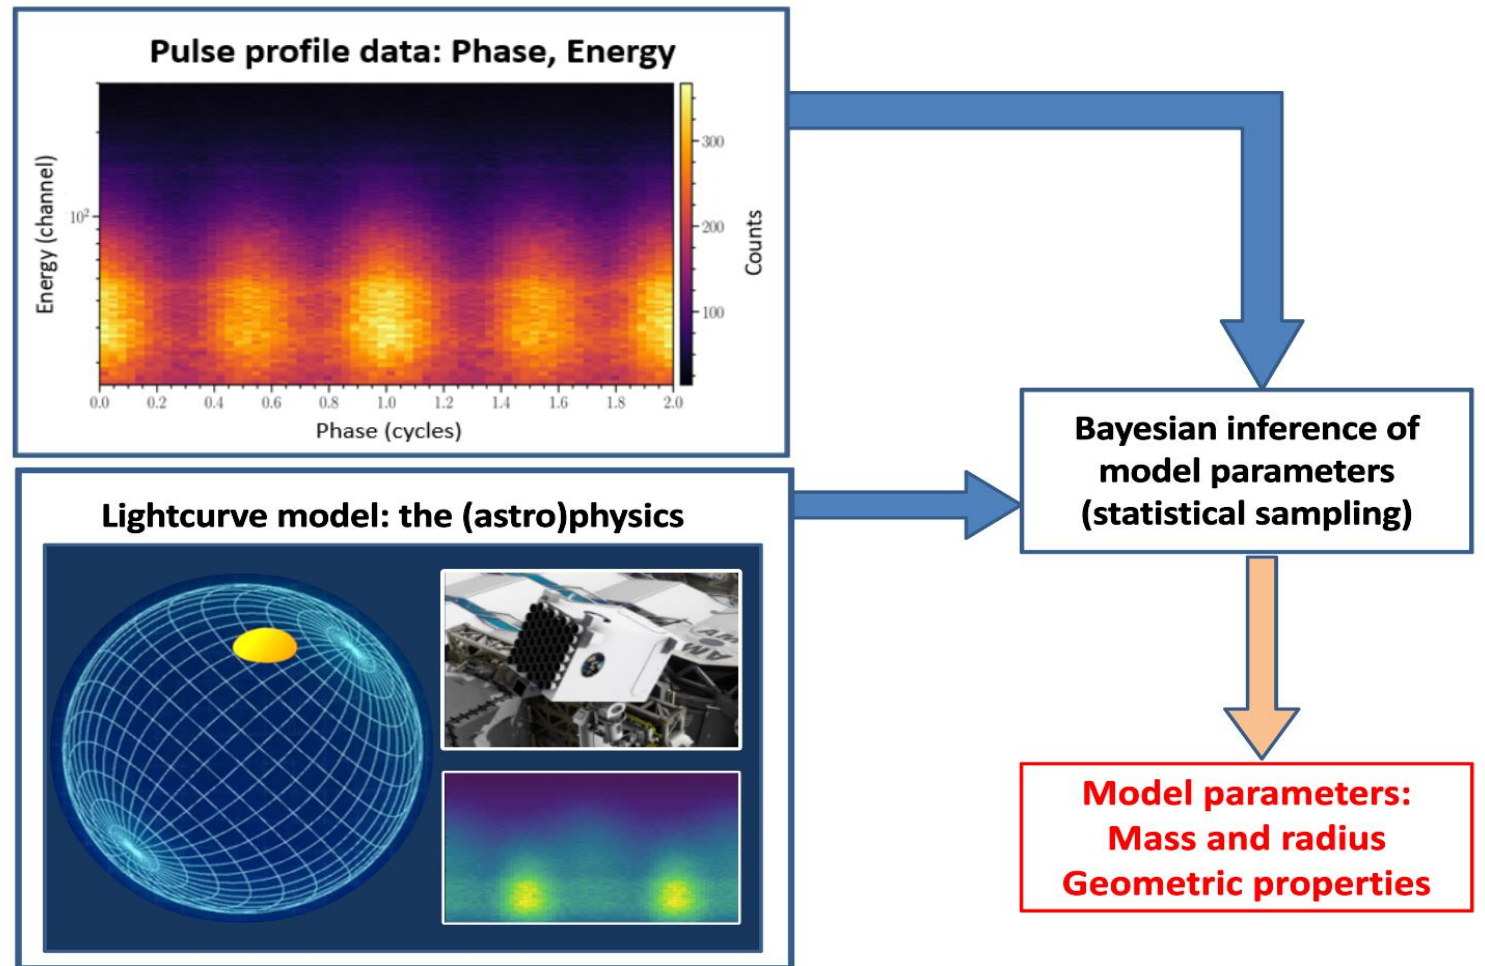 Pulse profile data: Phase, Energy
Energy (channel)
10²
0.0 0.2 0.4 0.6 0.8 1.0 1.2 1.4 1.6 1.8 2.0
Phase (cycles)
300
200
100
Counts
Lightcurve model: the (astro)physics
Bayesian inference of
model parameters
(statistical sampling)
Model parameters:
Mass and radius
Geometric properties